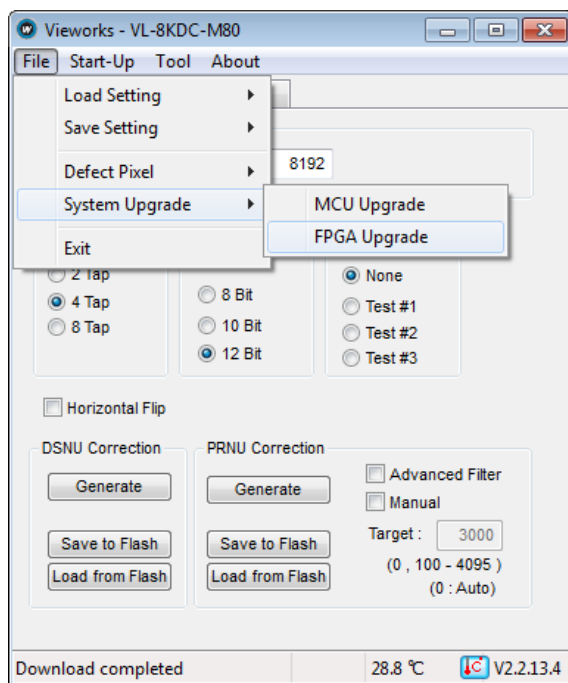 Vieworks - VL-8KDC-M80
File Start-Up Tool About
Load Setting
Save Setting
Defect Pixel
System Upgrade
Exit
MCU Upgrade
FPGA Upgrade
8192
2 Tap
4 Tap
8 Tap
8 Bit
10 Bit
12 Bit
None
Test #1
Test #2
Test #3
Horizontal Flip
DSNU Correction
Generate
Save to Flash
Load from Flash
PRNU Correction
Generate
Save to Flash
Load from Flash
Advanced Filter
Manual
Target : 3000
(0 , 100 - 4095 )
(0 : Auto)
Download completed 28.8 ℃ V2.2.13.4